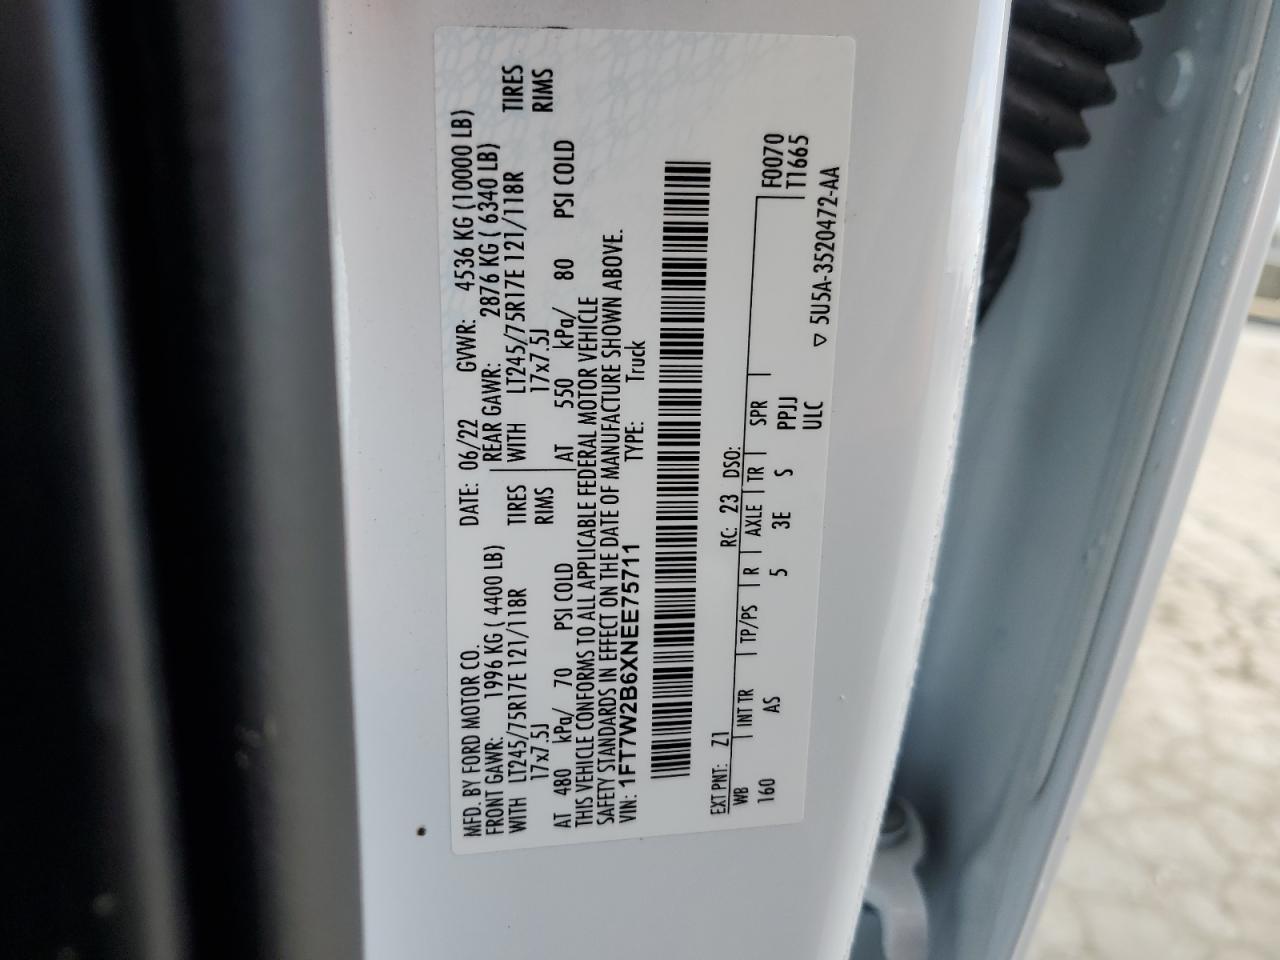 MFD. BY FORD MOTOR CO. DATE: 06/22 GVWR: 4536 KG (10000 LB)
FRONT GAWR: 1996 KG ( 4400 LB) REAR GAWR: 2876 KG ( 6340 LB)
WITH LT245/75R17E 121/118R TIRES WITH LT245/75R17E 121/118R TIRES
17x7.5J RIMS 17x7.5J RIMS
AT 480 kPa/ 70 PSI COLD AT 550 kPa/ 80 PSI COLD
THIS VEHICLE CONFORMS TO ALL APPLICABLE FEDERAL MOTOR VEHICLE
SAFETY STANDARDS IN EFFECT ON THE DATE OF MANUFACTURE SHOWN ABOVE.
VIN: 1FT7W2B6XNEE75711 TYPE: Truck
EXT PNT: Z1 RC: 23 DSO:
WB INT TR TP/PS R AXLE TR SPR F0070
160 AS 5 3E S PPJJ T1665
ULC
▽ 5U5A-3520472-AA